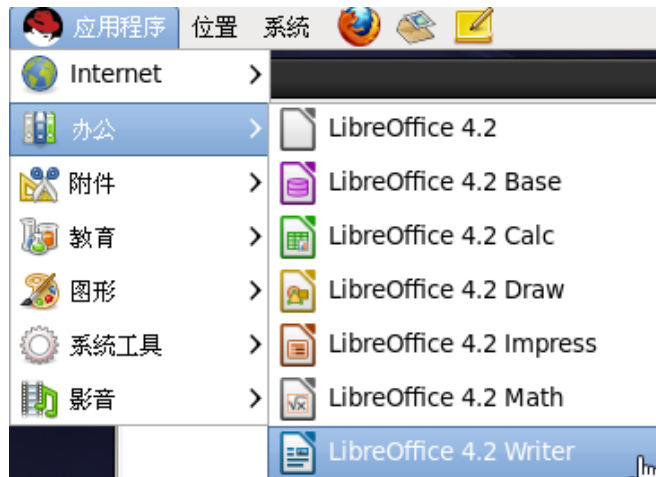 应用程序 位置 系统
Internet
办公
附件
教育
图形
系统工具
影音
LibreOffice 4.2
LibreOffice 4.2 Base
LibreOffice 4.2 Calc
LibreOffice 4.2 Draw
LibreOffice 4.2 Impress
LibreOffice 4.2 Math
LibreOffice 4.2 Writer